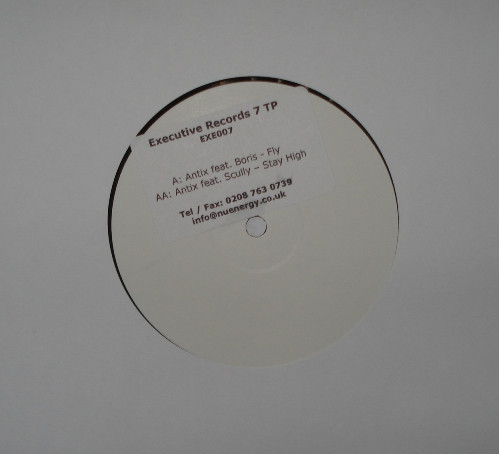 Executive Records 7 TP
EXE007
A: Antix feat. Boris - Fly
AA: Antix feat. Scully – Stay High
Tel / Fax: 0208 763 0739
info@nuenergy.co.uk